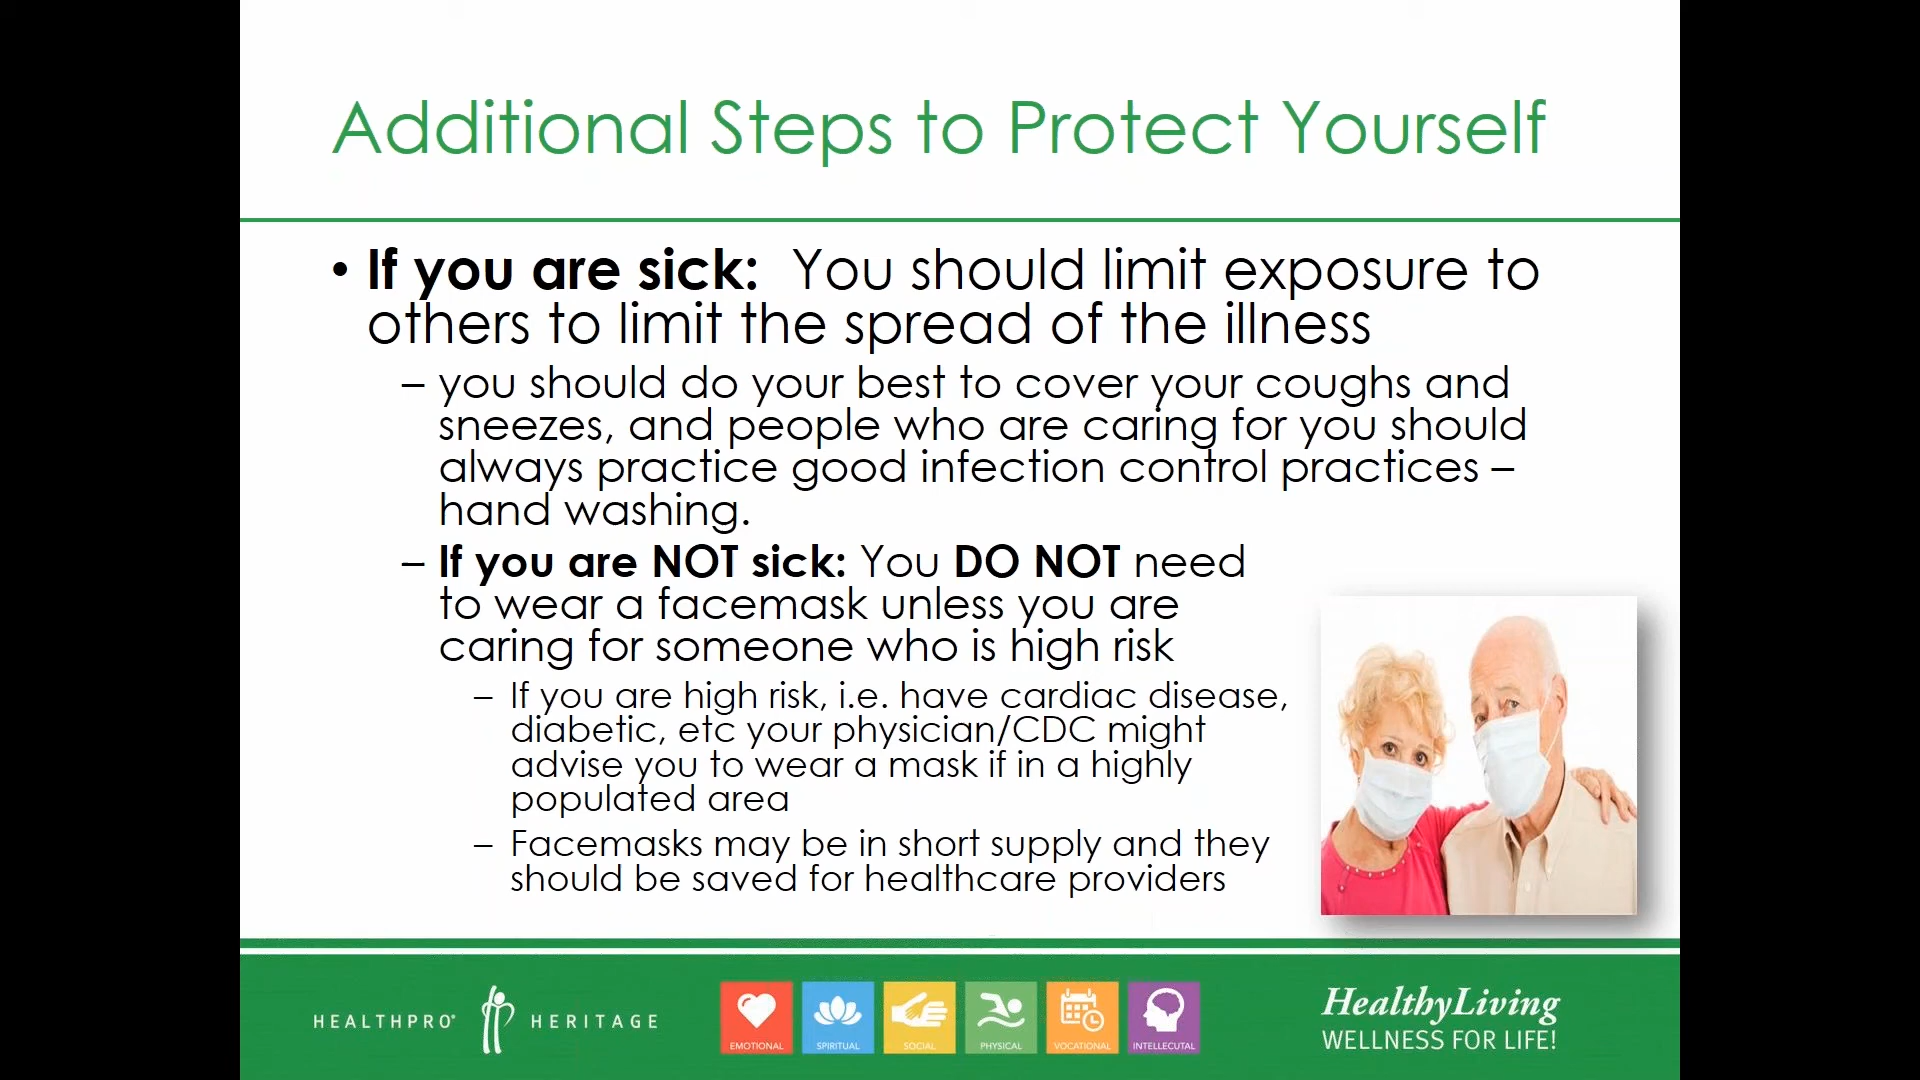 Additional Steps to Protect Yourself
• If you are sick: You should limit exposure to
others to limit the spread of the illness
– you should do your best to cover your coughs and
sneezes, and people who are caring for you should
always practice good infection control practices –
hand washing.
– If you are NOT sick: You DO NOT need
to wear a facemask unless you are
caring for someone who is high risk
– If you are high risk, i.e. have cardiac disease,
diabetic, etc your physician/CDC might
advise you to wear a mask if in a highly
populated area
– Facemasks may be in short supply and they
should be saved for healthcare providers
HEALTHPRO® HERITAGE
EMOTIONAL
SPIRITUAL
SOCIAL
PHYSICAL
VOCATIONAL
INTELLECUTAL
HealthyLiving
WELLNESS FOR LIFE!